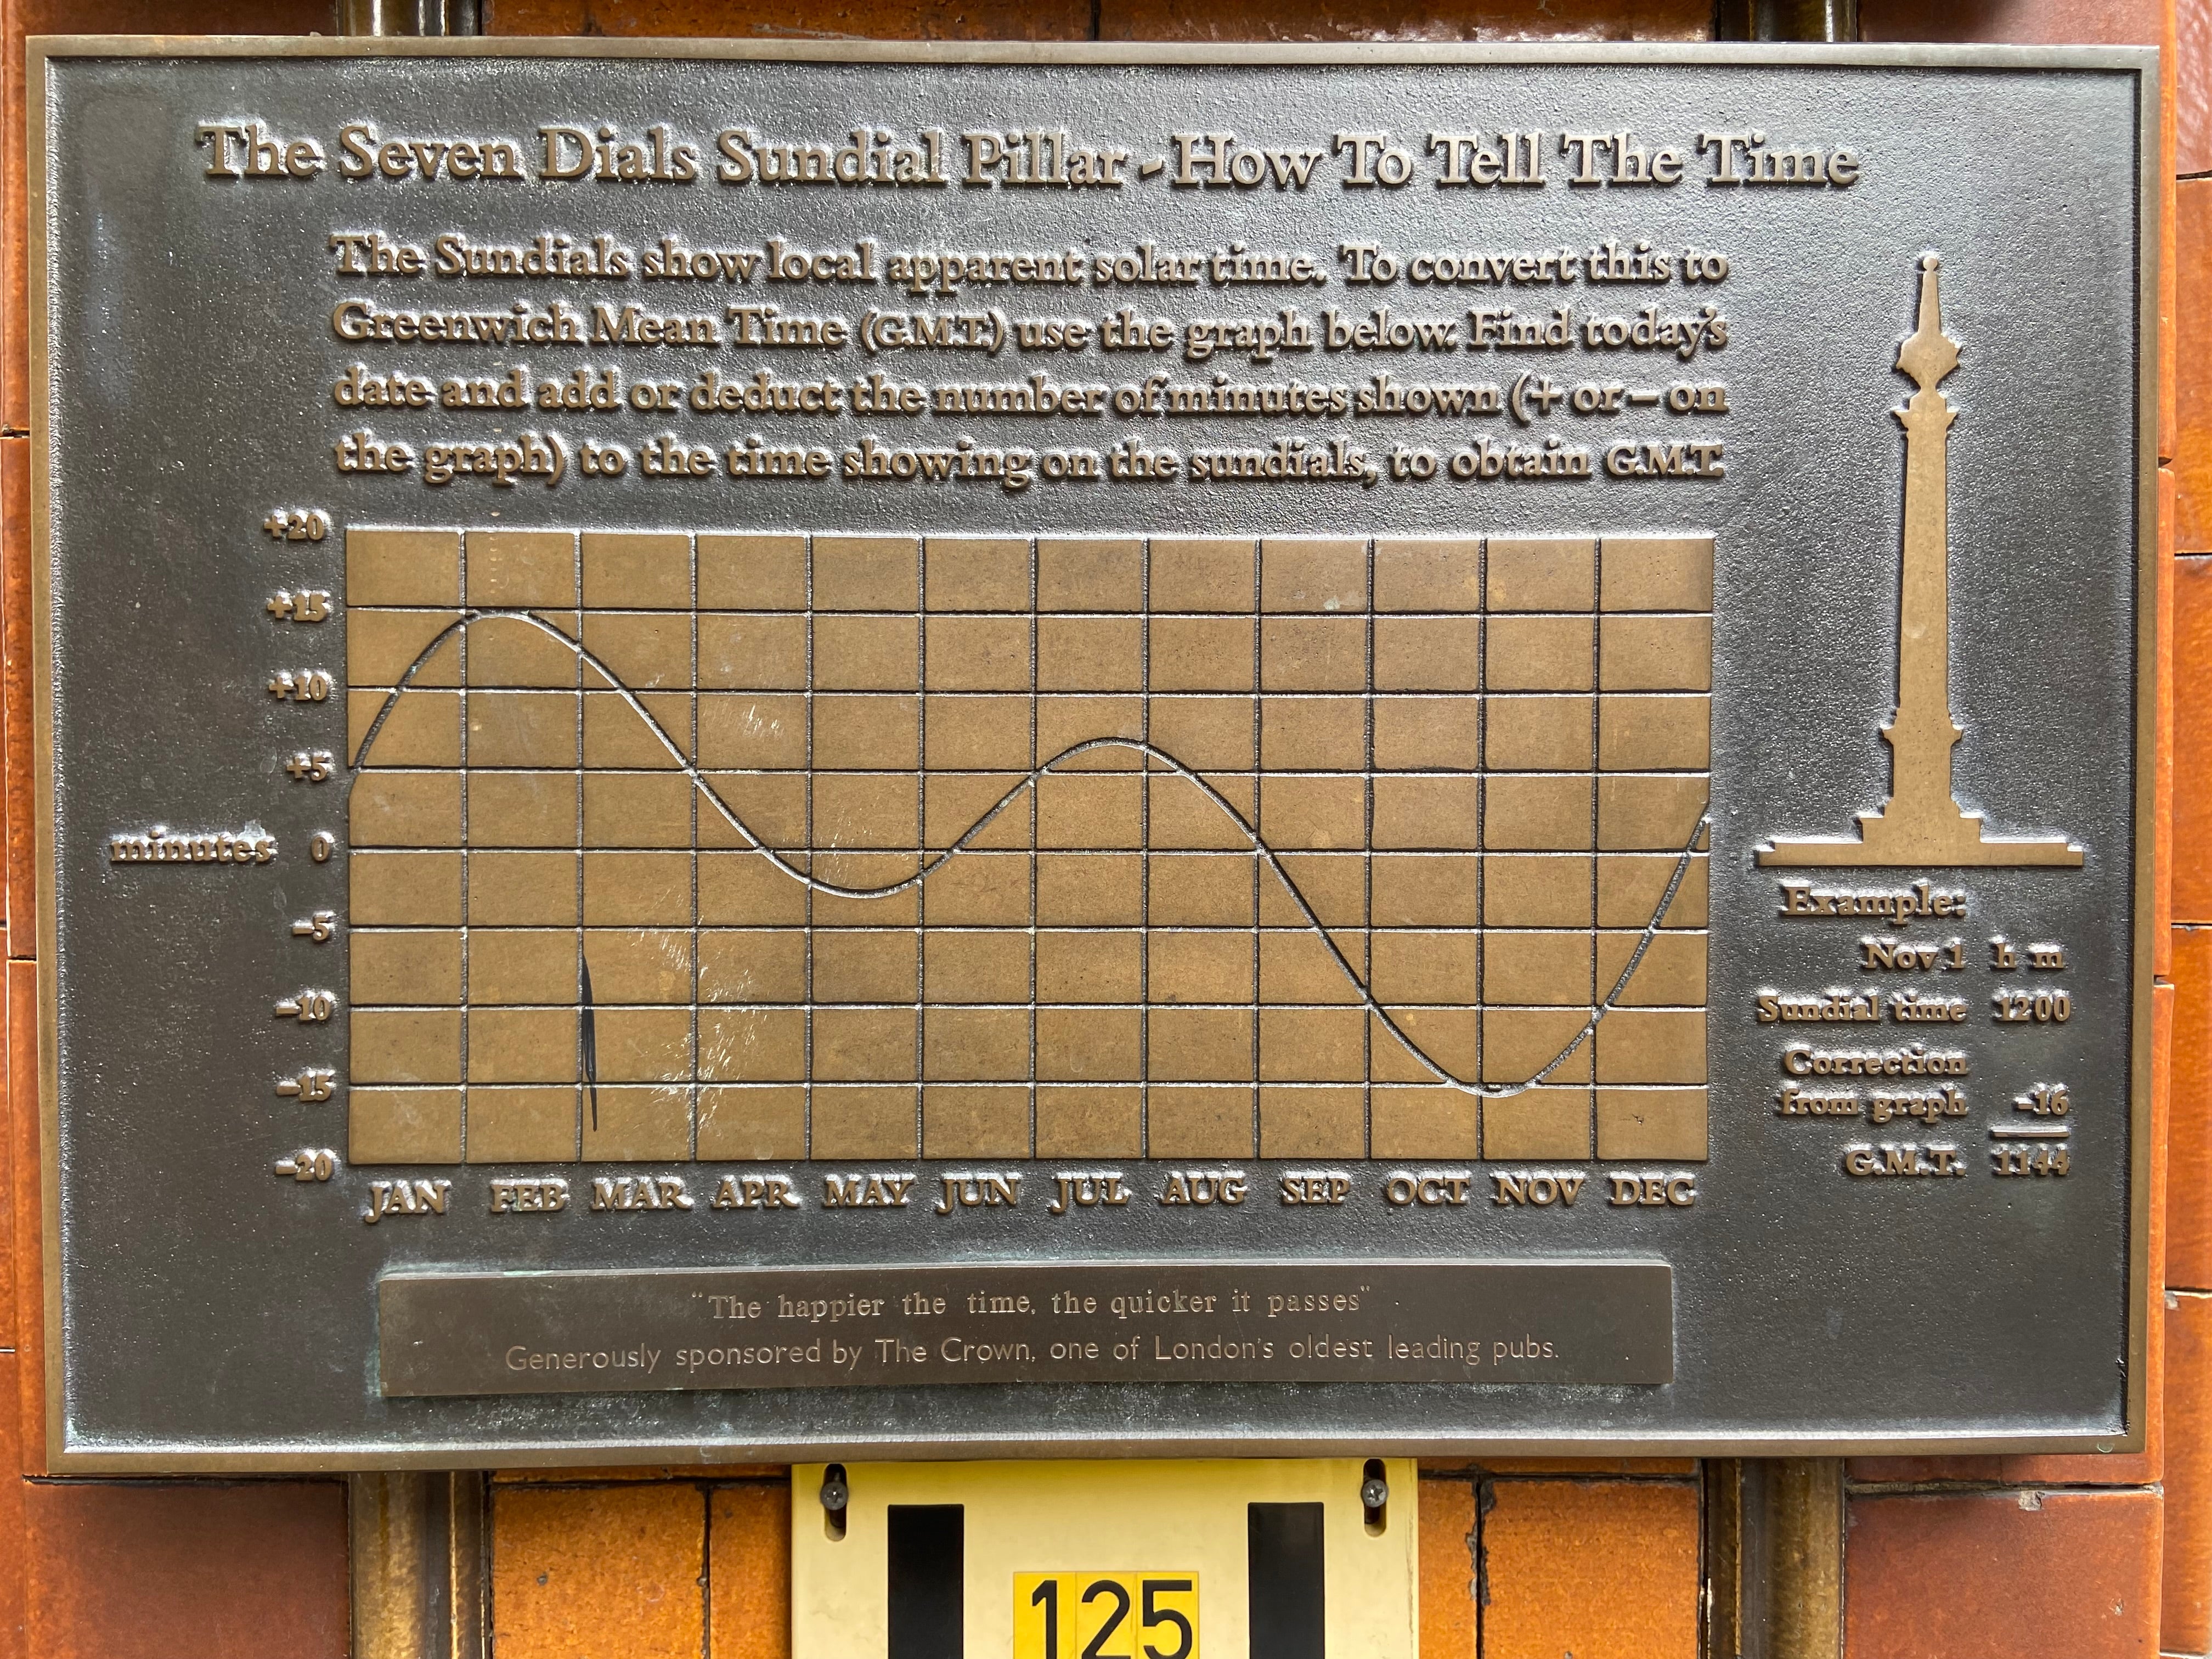 The Seven Dials Sundial Pillar - How To Tell The Time
The Sundials show local apparent solar time. To convert this to
Greenwich Mean Time (G.M.T.) use the graph below. Find today's
date and add or deduct the number of minutes shown (+ or – on
the graph) to the time showing on the sundials, to obtain G.M.T.
+20
+15
+10
+5
minutes 0
-5
-10
-15
-20
JAN FEB MAR APR MAY JUN JUL AUG SEP OCT NOV DEC
Example:
Nov 1 h m
Sundial time 1200
Correction
from graph -16
G.M.T. 1144
"The happier the time, the quicker it passes"
Generously sponsored by The Crown, one of London's oldest leading pubs.
125